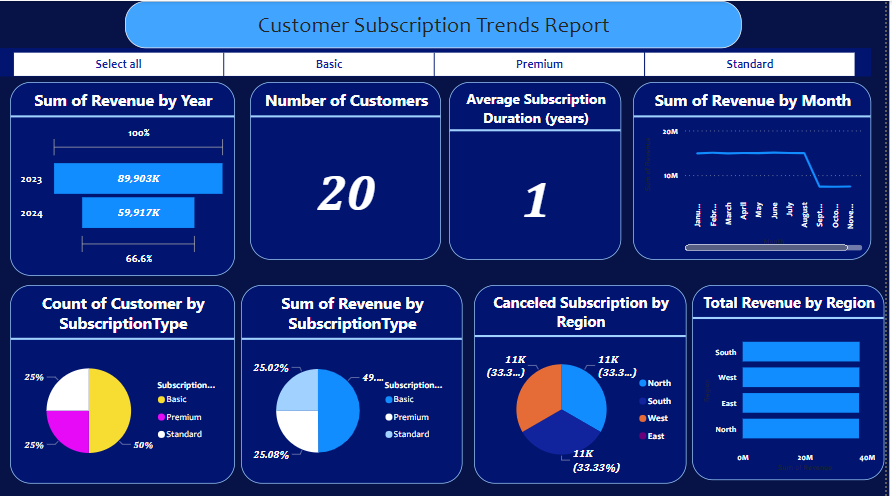 Customer Subscription Trends Report
Select all
Basic
Premium
Standard
Sum of Revenue by Year
100%
2023
89,903K
2024
59,917K
66.6%
Number of Customers
20
Average Subscription
Duration (years)
1
Sum of Revenue by Month
20M
10M
Janu...
Febr...
March
April
May
June
July
August
Sept...
Octo...
Nove...
Count of Customer by
SubscriptionType
25%
25%
50%
Subscription...
Basic
Premium
Standard
Sum of Revenue by
SubscriptionType
25.02%
49....
25.08%
Subscription...
Basic
Premium
Standard
Canceled Subscription by
Region
11K
(33.3...)
11K
(33.3...)
11K
(33.33%)
North
South
West
East
Total Revenue by Region
South
West
East
North
0M
20M
40M